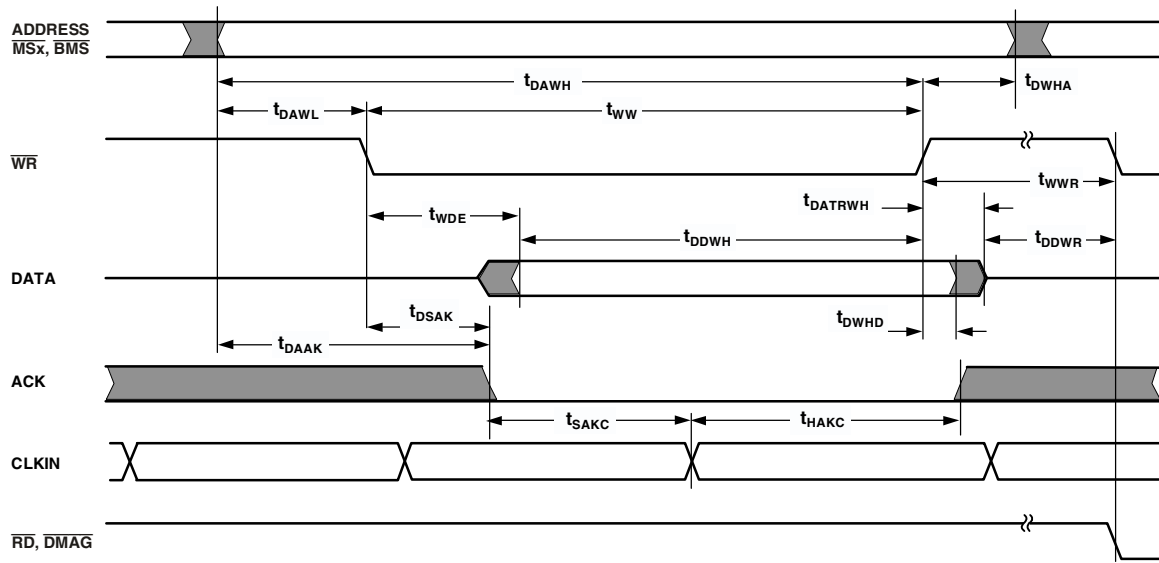 ADDRESS
MSx, BMS
tDAWH
tDWHA
tDAWL
tWW
WR
tWWR
tDATRWH
tWDE
tDDWH
tDDWR
DATA
tDSAK
tDWHD
tDAAK
ACK
tSAKC
tHAKC
CLKIN
RD, DMAG